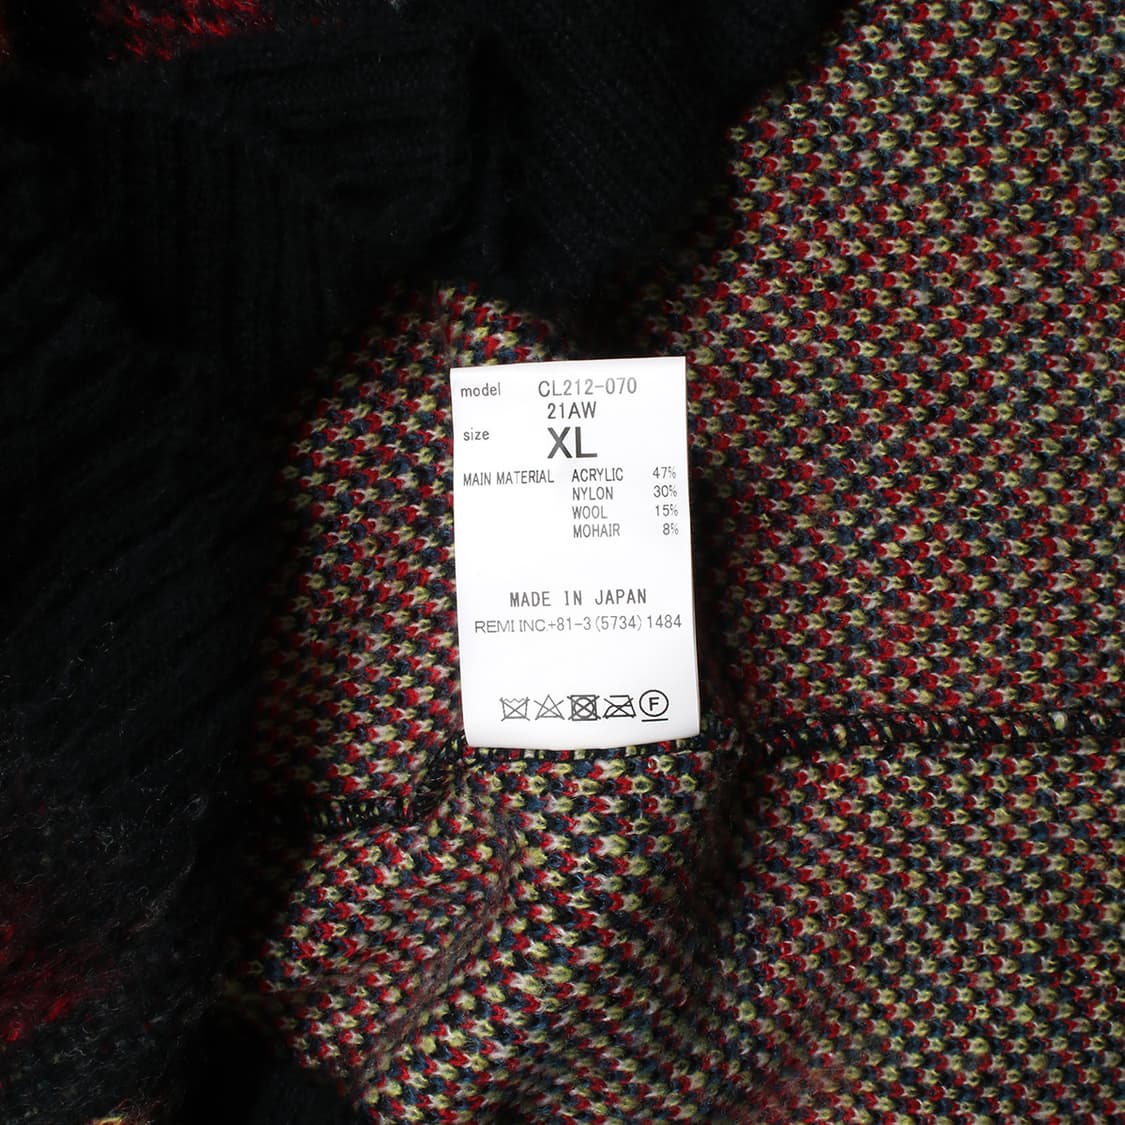 model CL212-070
21AW
size XL
MAIN MATERIAL ACRYLIC 47%
NYLON 30%
WOOL 15%
MOHAIR 8%
MADE IN JAPAN
REMI INC.+81-3(5734)1484
F